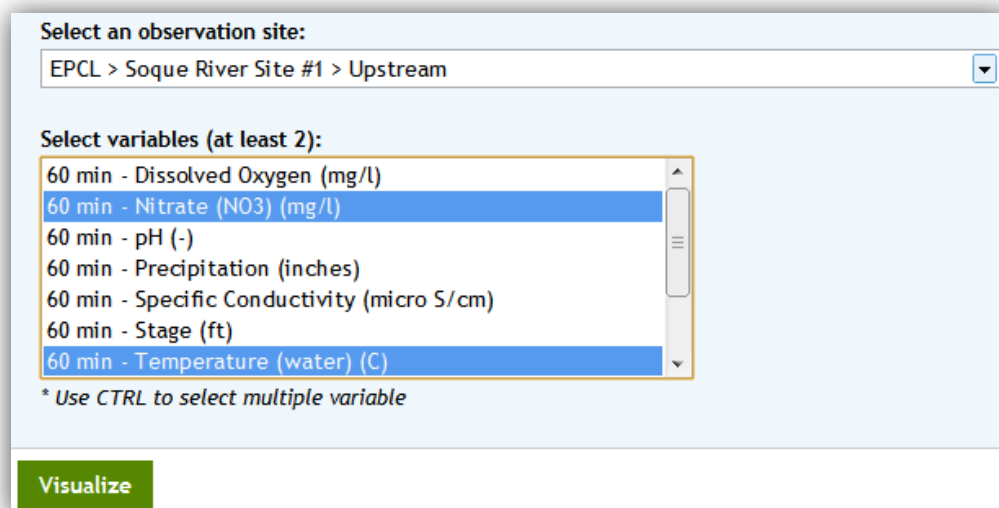 Select an observation site:
EPCL > Soque River Site #1 > Upstream
Select variables (at least 2):
60 min - Dissolved Oxygen (mg/l)
60 min - Nitrate (NO3) (mg/l)
60 min - pH (-)
60 min - Precipitation (inches)
60 min - Specific Conductivity (micro S/cm)
60 min - Stage (ft)
60 min - Temperature (water) (C)
* Use CTRL to select multiple variable
Visualize